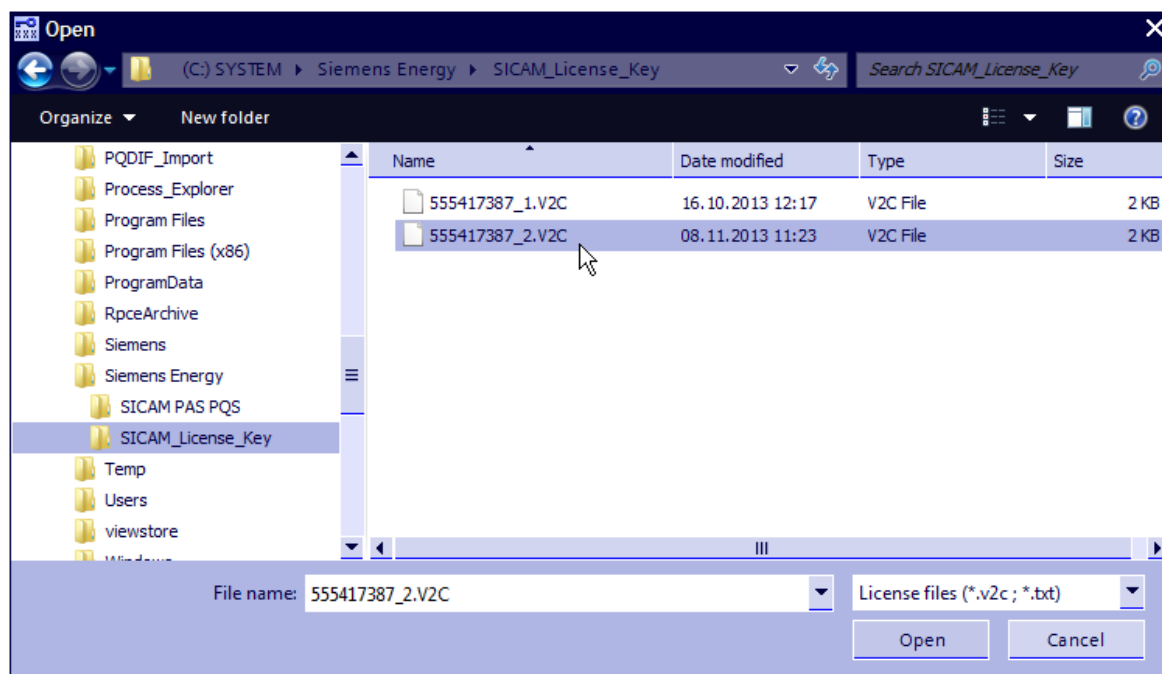 Open
(C:) SYSTEM Siemens Energy SICAM_License_Key Search SICAM_License_Key
Organize New folder
Name Date modified Type Size
PQDIF_Import
Process_Explorer
Program Files
Program Files (x86)
ProgramData
RpceArchive
Siemens
Siemens Energy
SICAM PAS PQS
SICAM_License_Key
Temp
Users
viewstore
555417387_1.V2C 16.10.2013 12:17 V2C File 2 KB
555417387_2.V2C 08.11.2013 11:23 V2C File 2 KB
File name: 555417387_2.V2C License files (*.v2c ; *.txt)
Open Cancel